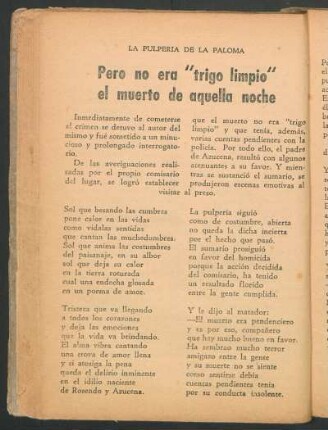 LA PULPERIA DE LA PALOMA
Pero no era "trigo limpio"
el muerto de aquella noche
Inmediatamente de cometerse
el crimen se detuvo al autor del
mismo y fué sometido a un minu-
cioso y prolongado interrogato-
rio.
De las averiguaciones reali-
zadas por el propio comisario
del lugar, se logró establecer
que el muerto no era "trigo
limpio" y que tenía, además,
varias cuentas pendientes con la
policía. Por todo ello, el padre
de Azucena, resultó con algunos
atenuantes a su favor. Y mien-
tras se sustanció el sumario, se
produjeron escenas emotivas al
visitar al preso.
Sol que besando las cumbres
pone calor en las vidas
como vidalas sentidas
que cantan las muchedumbres.
Sol que anima las costumbres
del paisanaje, en su albor
sol que deja su calor
en la tierra roturada
cual una endecha glosada
en un poema de amor.
Tristeza que va llegando
a todos los corazones
y deja las emociones
que la vida va brindando.
El alma vibra cantando
una trova de amor llena
y si atosiga la pena
queda el delirio inminente
en el idilio naciente
de Rosendo y Azucena.
La pulpería siguió
como de costumbre, abierta
no queda la dicha incierta
por el hecho que pasó.
El sumario prosiguió
en favor del homicida
porque la acción decidida
del comisario, ha tenido
un resultado florido
entre la gente cumplida.
Y le dijo al matador:
—El muerto era pendenciero
y va por eso, compañero
que hay mucho bueno en favor.
Ha sembrado mucho terror
amigazo entre la gente
y su muerte no se siente
como sentirse debía
cuentas pendientes tenía
por su conducta insolente.